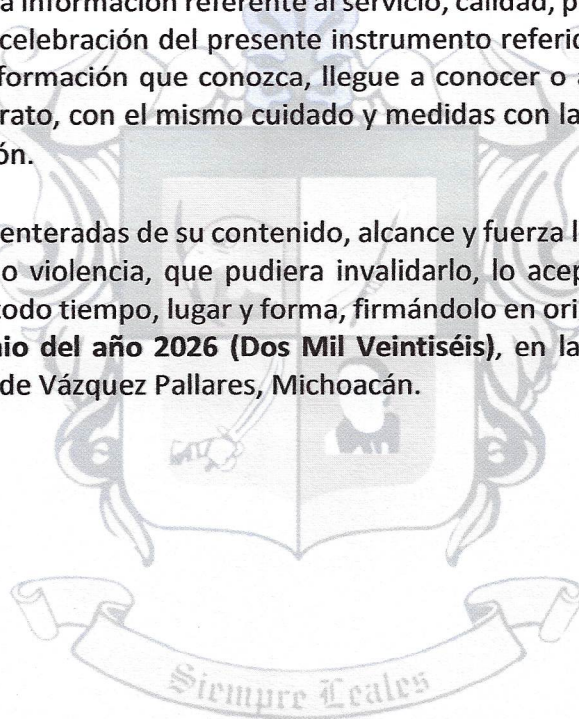 a información referente al servicio, calidad, p
celebración del presente instrumento referid
formación que conozca, llegue a conocer o a
rato, con el mismo cuidado y medidas con la
ón.
enteradas de su contenido, alcance y fuerza l
o violencia, que pudiera invalidarlo, lo acep
todo tiempo, lugar y forma, firmándolo en ori
nio del año 2026 (Dos Mil Veintiséis), en la
de Vázquez Pallares, Michoacán.
Siempre Leales